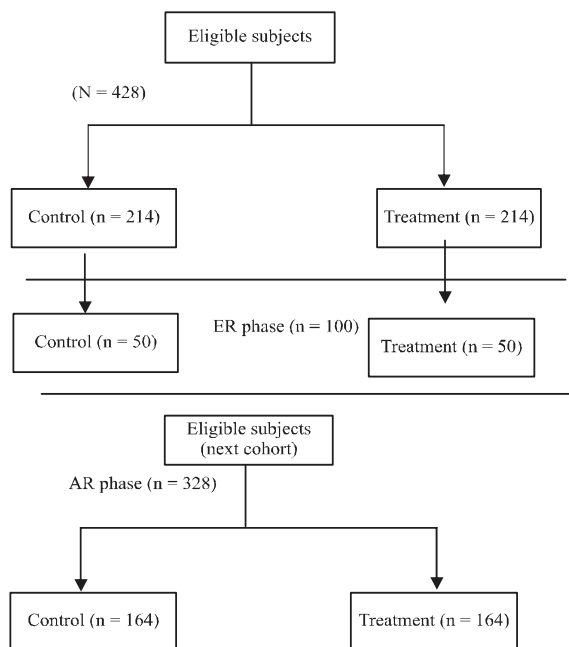 Eligible subjects
(N = 428)
Control (n = 214)
Treatment (n = 214)
ER phase (n = 100)
Control (n = 50)
Treatment (n = 50)
Eligible subjects
(next cohort)
AR phase (n = 328)
Control (n = 164)
Treatment (n = 164)